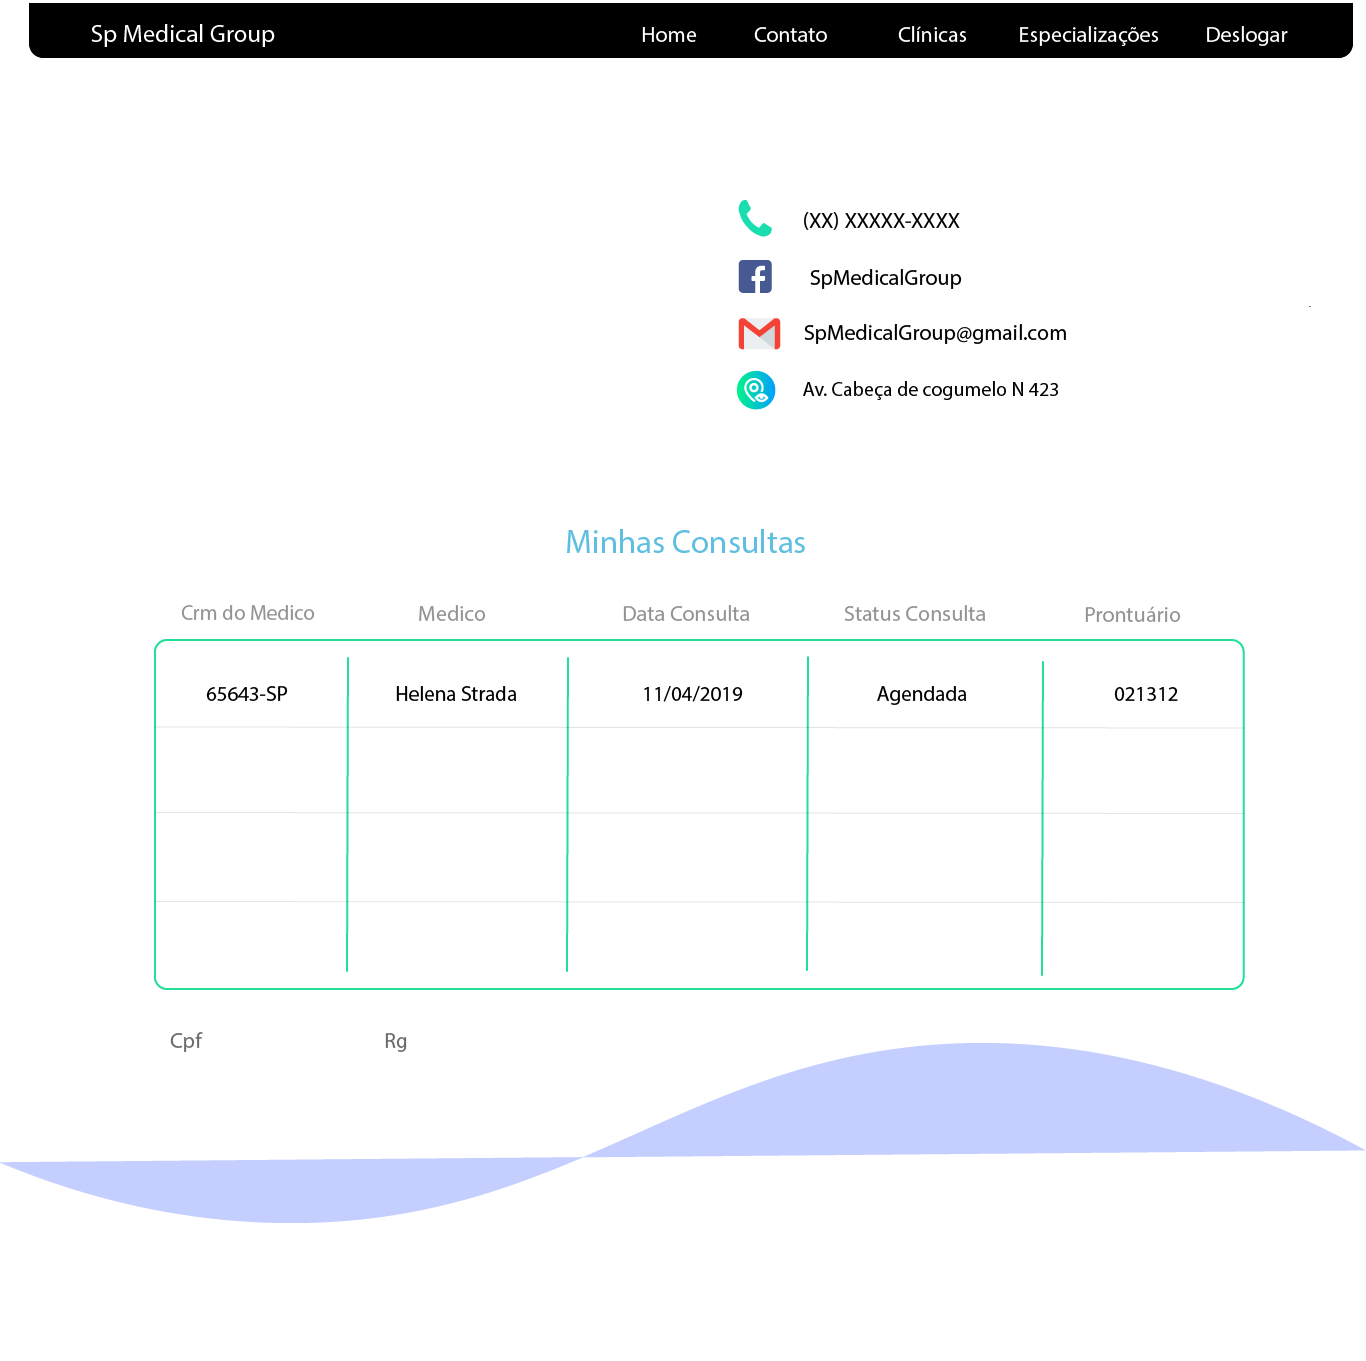 Sp Medical Group Home Contato Clínicas Especializações Deslogar
(XX) XXXXX-XXXX
SpMedicalGroup
SpMedicalGroup@gmail.com
Av. Cabeça de cogumelo N 423
Minhas Consultas
Crm do Medico Medico Data Consulta Status Consulta Prontuário
65643-SP Helena Strada 11/04/2019 Agendada 021312
Cpf Rg